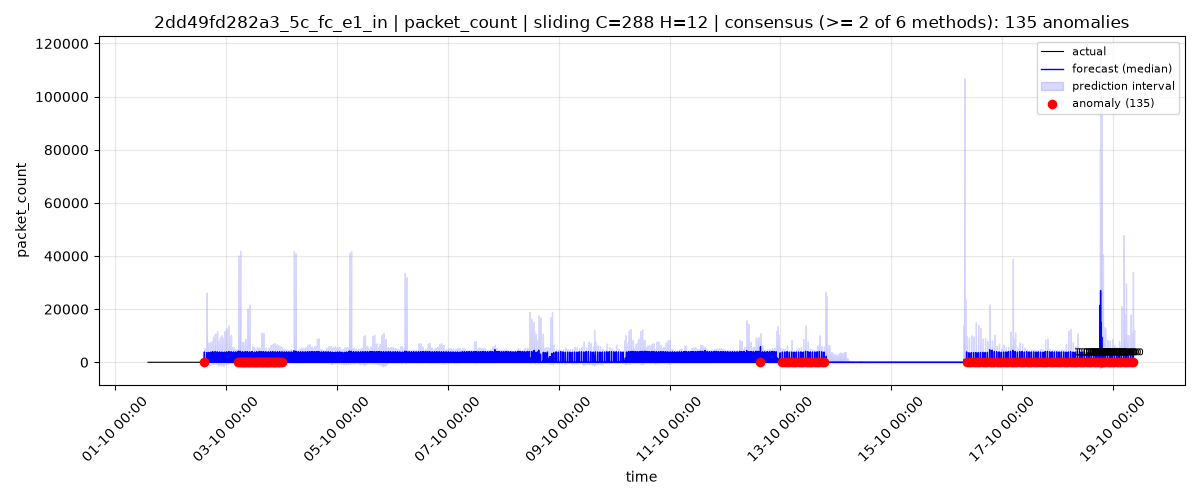 2dd49fd282a3_5c_fc_e1_in | packet_count | sliding C=288 H=12 | consensus (>= 2 of 6 methods): 135 anomalies
120000
100000
80000
60000
40000
20000
0
packet_count
actual
forecast (median)
prediction interval
anomaly (135)
01-10 00:00
03-10 00:00
05-10 00:00
07-10 00:00
09-10 00:00
11-10 00:00
13-10 00:00
15-10 00:00
17-10 00:00
19-10 00:00
time